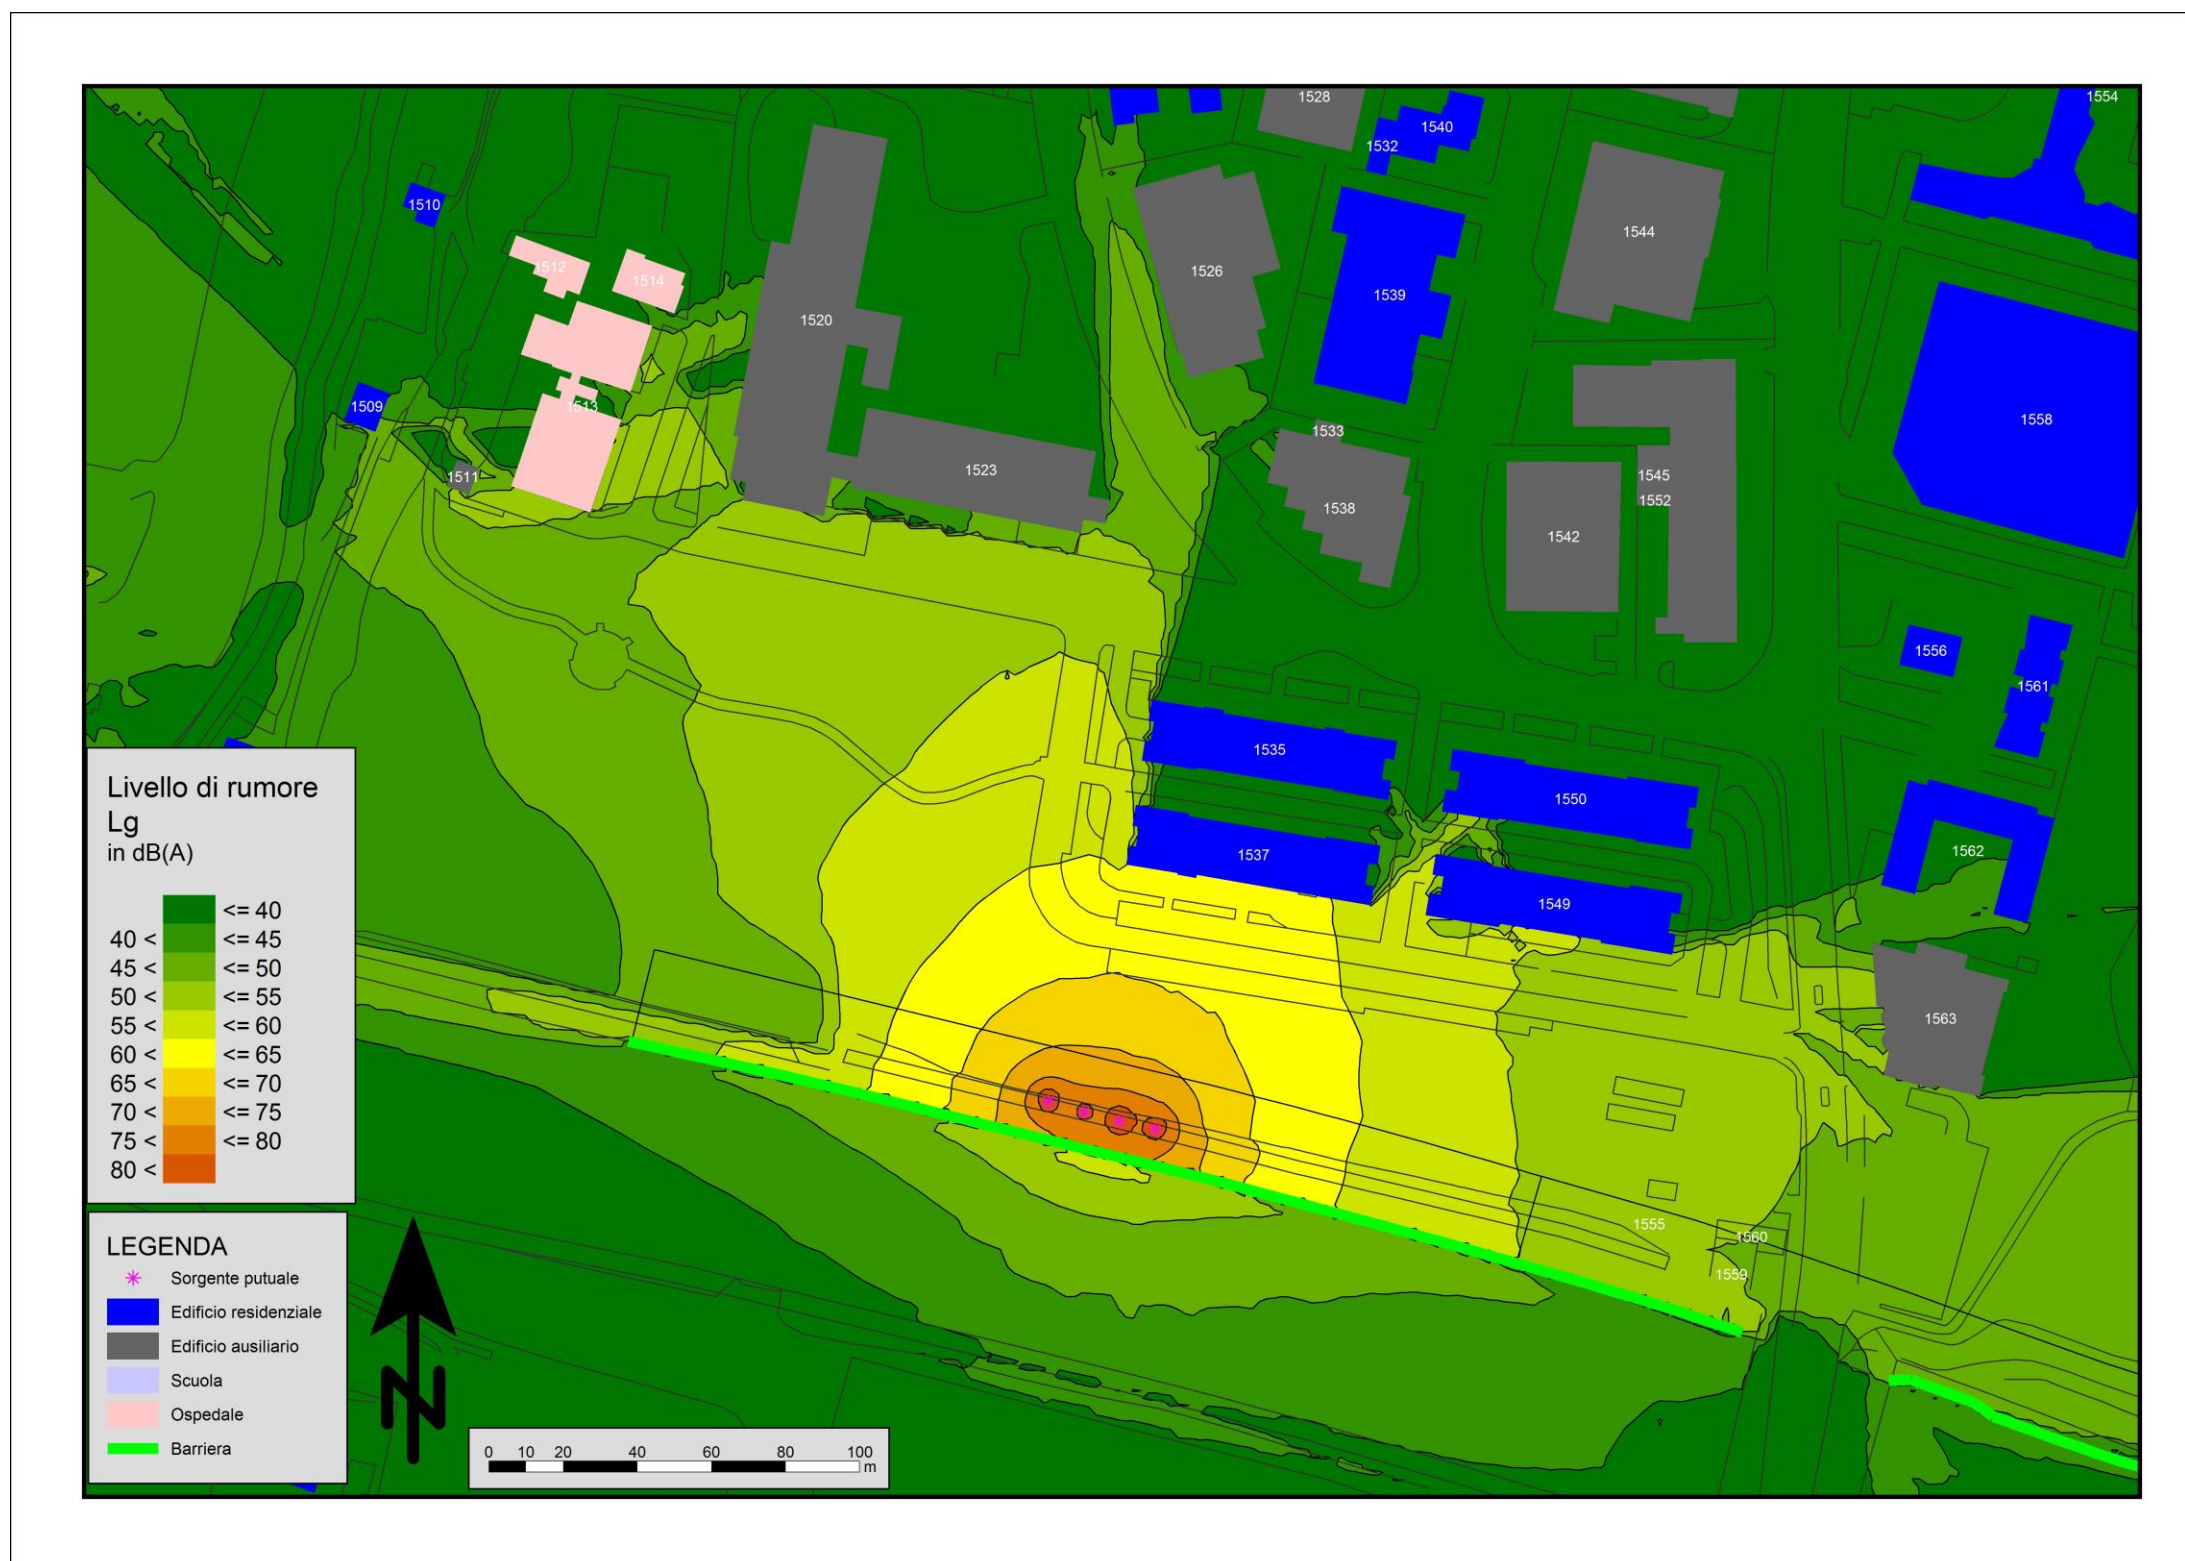 1528
1554
1540
1532
1510
1544
1512
1514
1526
1539
1520
1509
1513
1558
1533
1523
1511
1545
1552
1538
1542
1556
1561
1535
1550
1537
1562
1549
1563
1555
1560
1559
Livello di rumore
Lg
in dB(A)
<= 40
40 < <= 45
45 < <= 50
50 < <= 55
55 < <= 60
60 < <= 65
65 < <= 70
70 < <= 75
75 < <= 80
80 <
LEGENDA
Sorgente putuale
Edificio residenziale
Edificio ausiliario
Scuola
Ospedale
Barriera
N
0 10 20 40 60 80 100
m